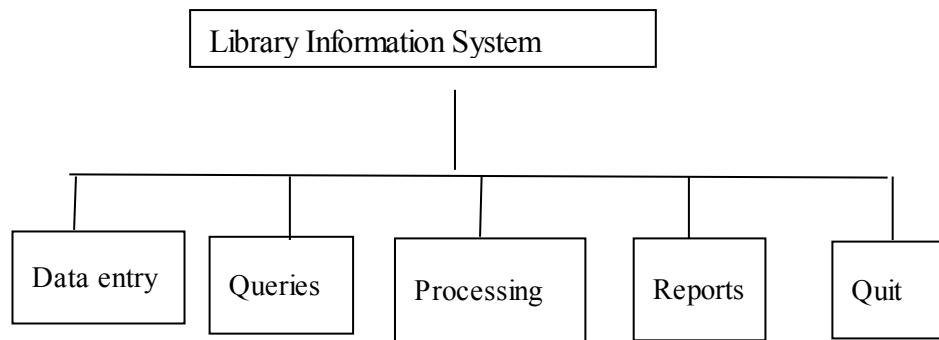 Library Information System
Data entry
Queries
Processing
Reports
Quit